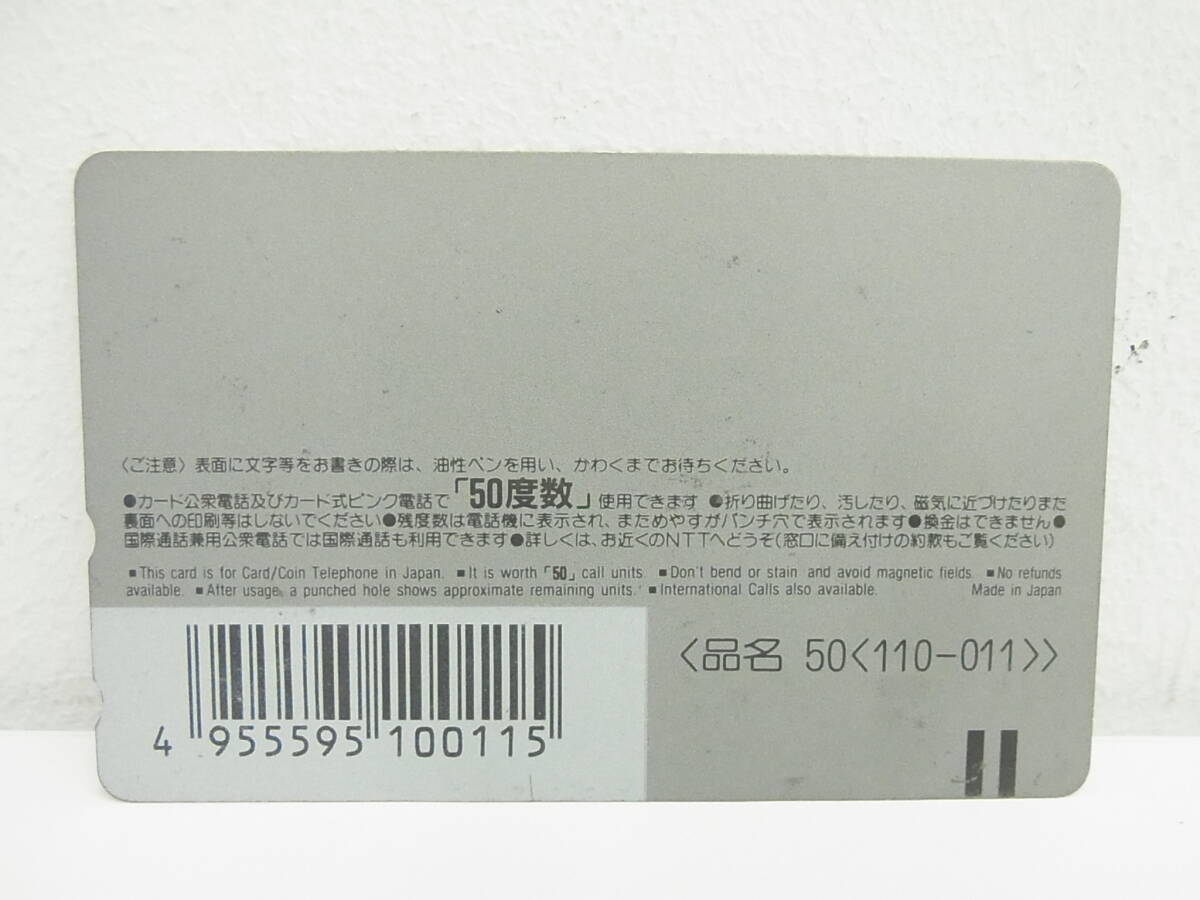 〈ご注意〉表面に文字等をお書きの際は、油性ペンを用い、かわくまでお待ちください。
●カード公衆電話及びカード式ピンク電話で「50度数」使用できます ●折り曲げたり、汚したり、磁気に近づけたりまた
裏面への印刷等はしないでください●残度数は電話機に表示され、まためやすがパンチ穴で表示されます●換金はできません●
国際通話兼用公衆電話では国際通話も利用できます●詳しくは、お近くのNTTへどうぞ(窓口に備え付けの約款もご覧ください)
■This card is for Card/Coin Telephone in Japan. ■It is worth「50」call units. ■Don't bend or stain and avoid magnetic fields. ■No refunds
available. ■After usage, a punched hole shows approximate remaining units. ■International Calls also available. Made in Japan
〈品名 50〈110-011〉〉
4 955595 100115